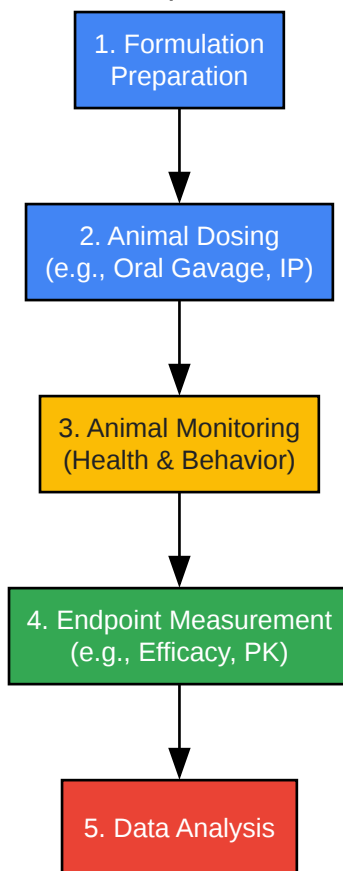 1. Formulation
Preparation
2. Animal Dosing
(e.g., Oral Gavage, IP)
3. Animal Monitoring
(Health & Behavior)
4. Endpoint Measurement
(e.g., Efficacy, PK)
5. Data Analysis